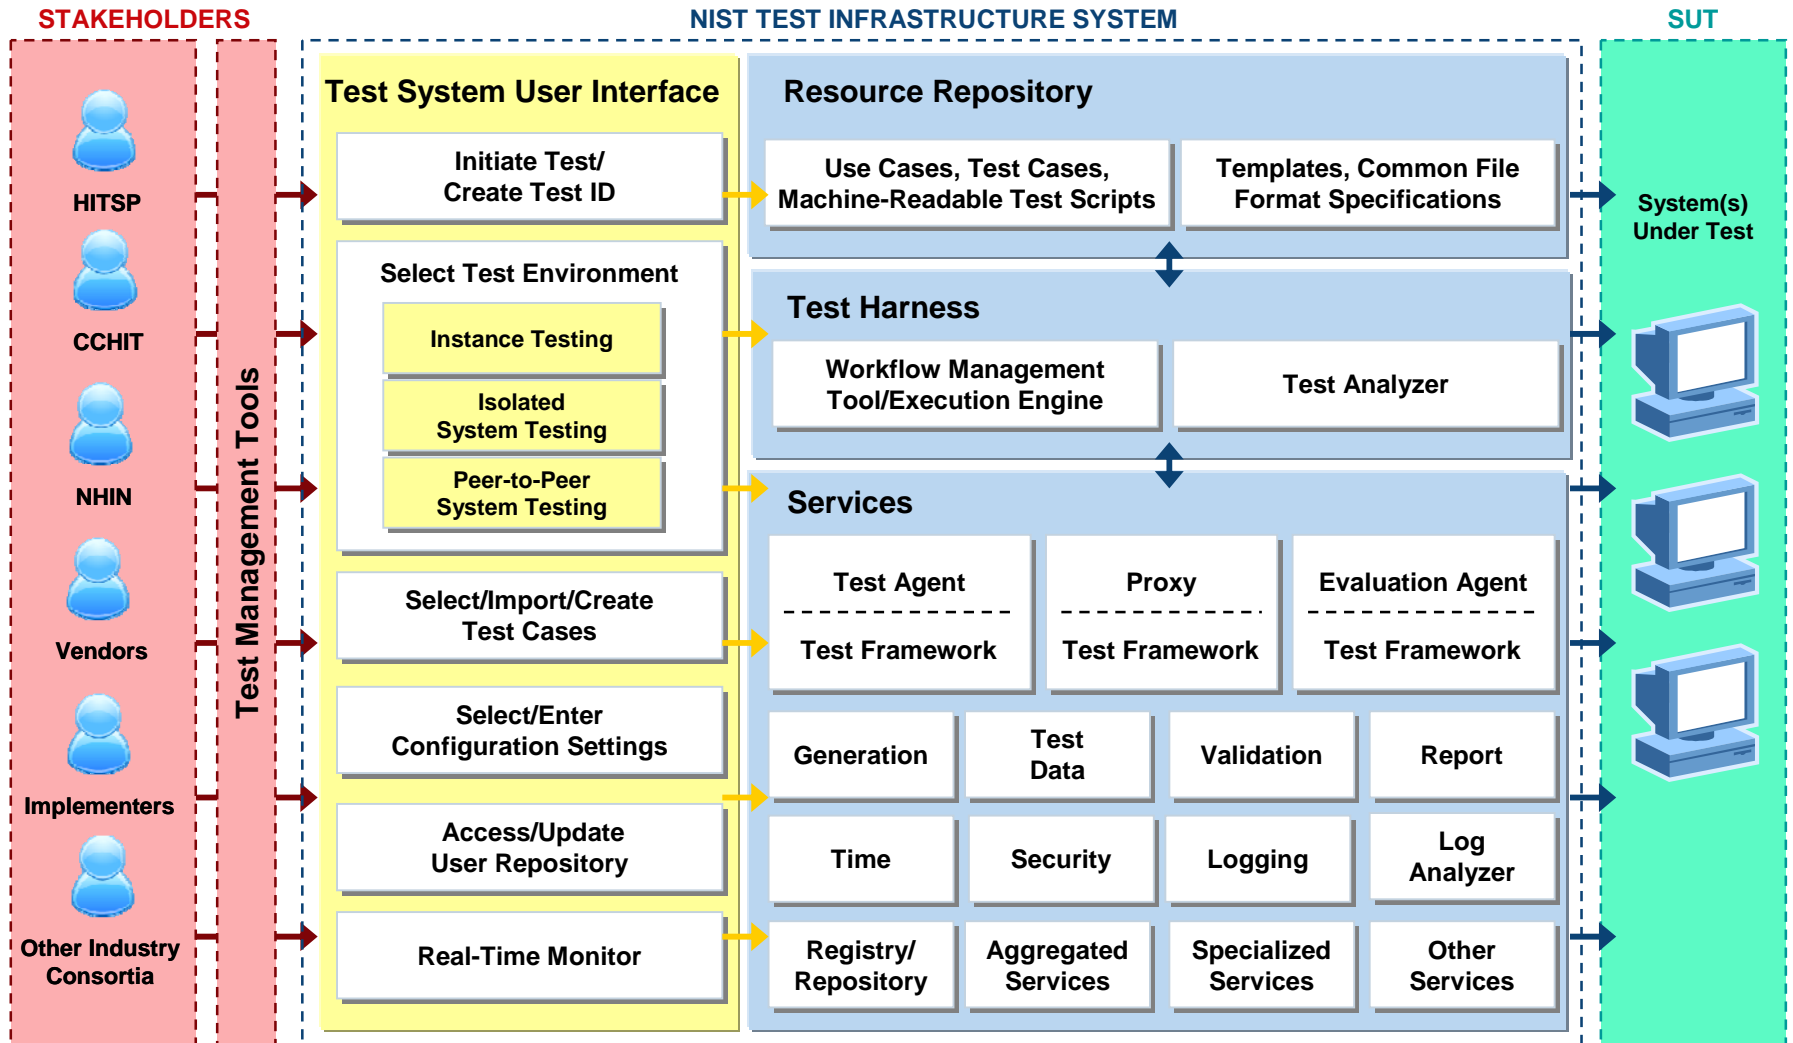 STAKEHOLDERS
NIST TEST INFRASTRUCTURE SYSTEM
SUT
HITSP
CCHIT
NHIN
Vendors
Implementers
Other Industry
Consortia
Test Management Tools
Test System User Interface
Initiate Test/
Create Test ID
Select Test Environment
Instance Testing
Isolated
System Testing
Peer-to-Peer
System Testing
Select/Import/Create
Test Cases
Select/Enter
Configuration Settings
Access/Update
User Repository
Real-Time Monitor
Resource Repository
Use Cases, Test Cases,
Machine-Readable Test Scripts
Templates, Common File
Format Specifications
Test Harness
Workflow Management
Tool/Execution Engine
Test Analyzer
Services
Test Agent
Test Framework
Proxy
Test Framework
Evaluation Agent
Test Framework
Generation
Test
Data
Validation
Report
Time
Security
Logging
Log
Analyzer
Registry/
Repository
Aggregated
Services
Specialized
Services
Other
Services
System(s)
Under Test